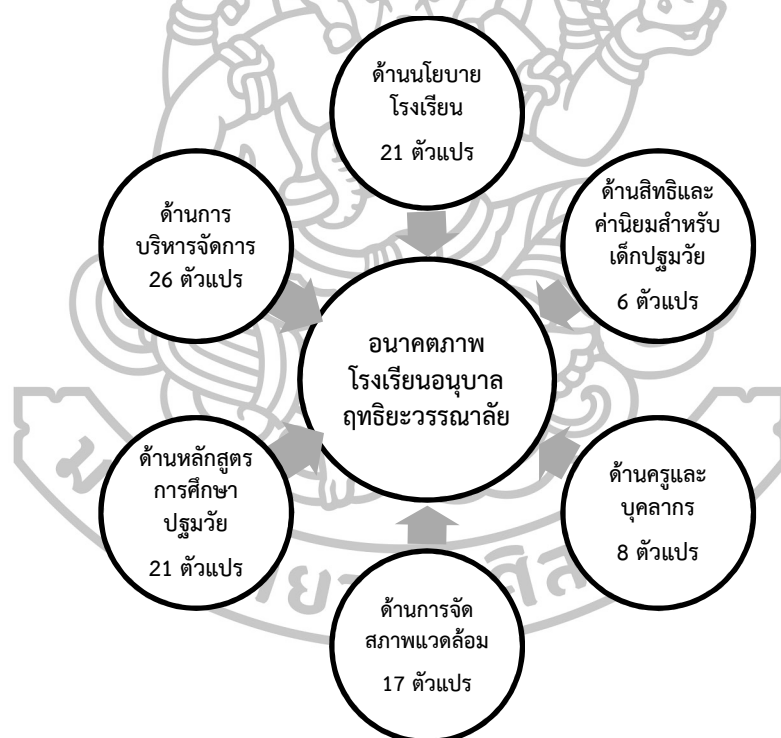 ด้านนโยบาย
โรงเรียน
21 ตัวแปร
ด้านสิทธิและ
ค่านิยมสำหรับ
เด็กปฐมวัย
6 ตัวแปร
ด้านการ
บริหารจัดการ
26 ตัวแปร
อนาคตภาพ
โรงเรียนอนุบาล
ฤทธิยะวรรณาลัย
ด้านครูและ
บุคลากร
8 ตัวแปร
ด้านหลักสูตร
การศึกษา
ปฐมวัย
21 ตัวแปร
ด้านการจัด
สภาพแวดล้อม
17 ตัวแปร